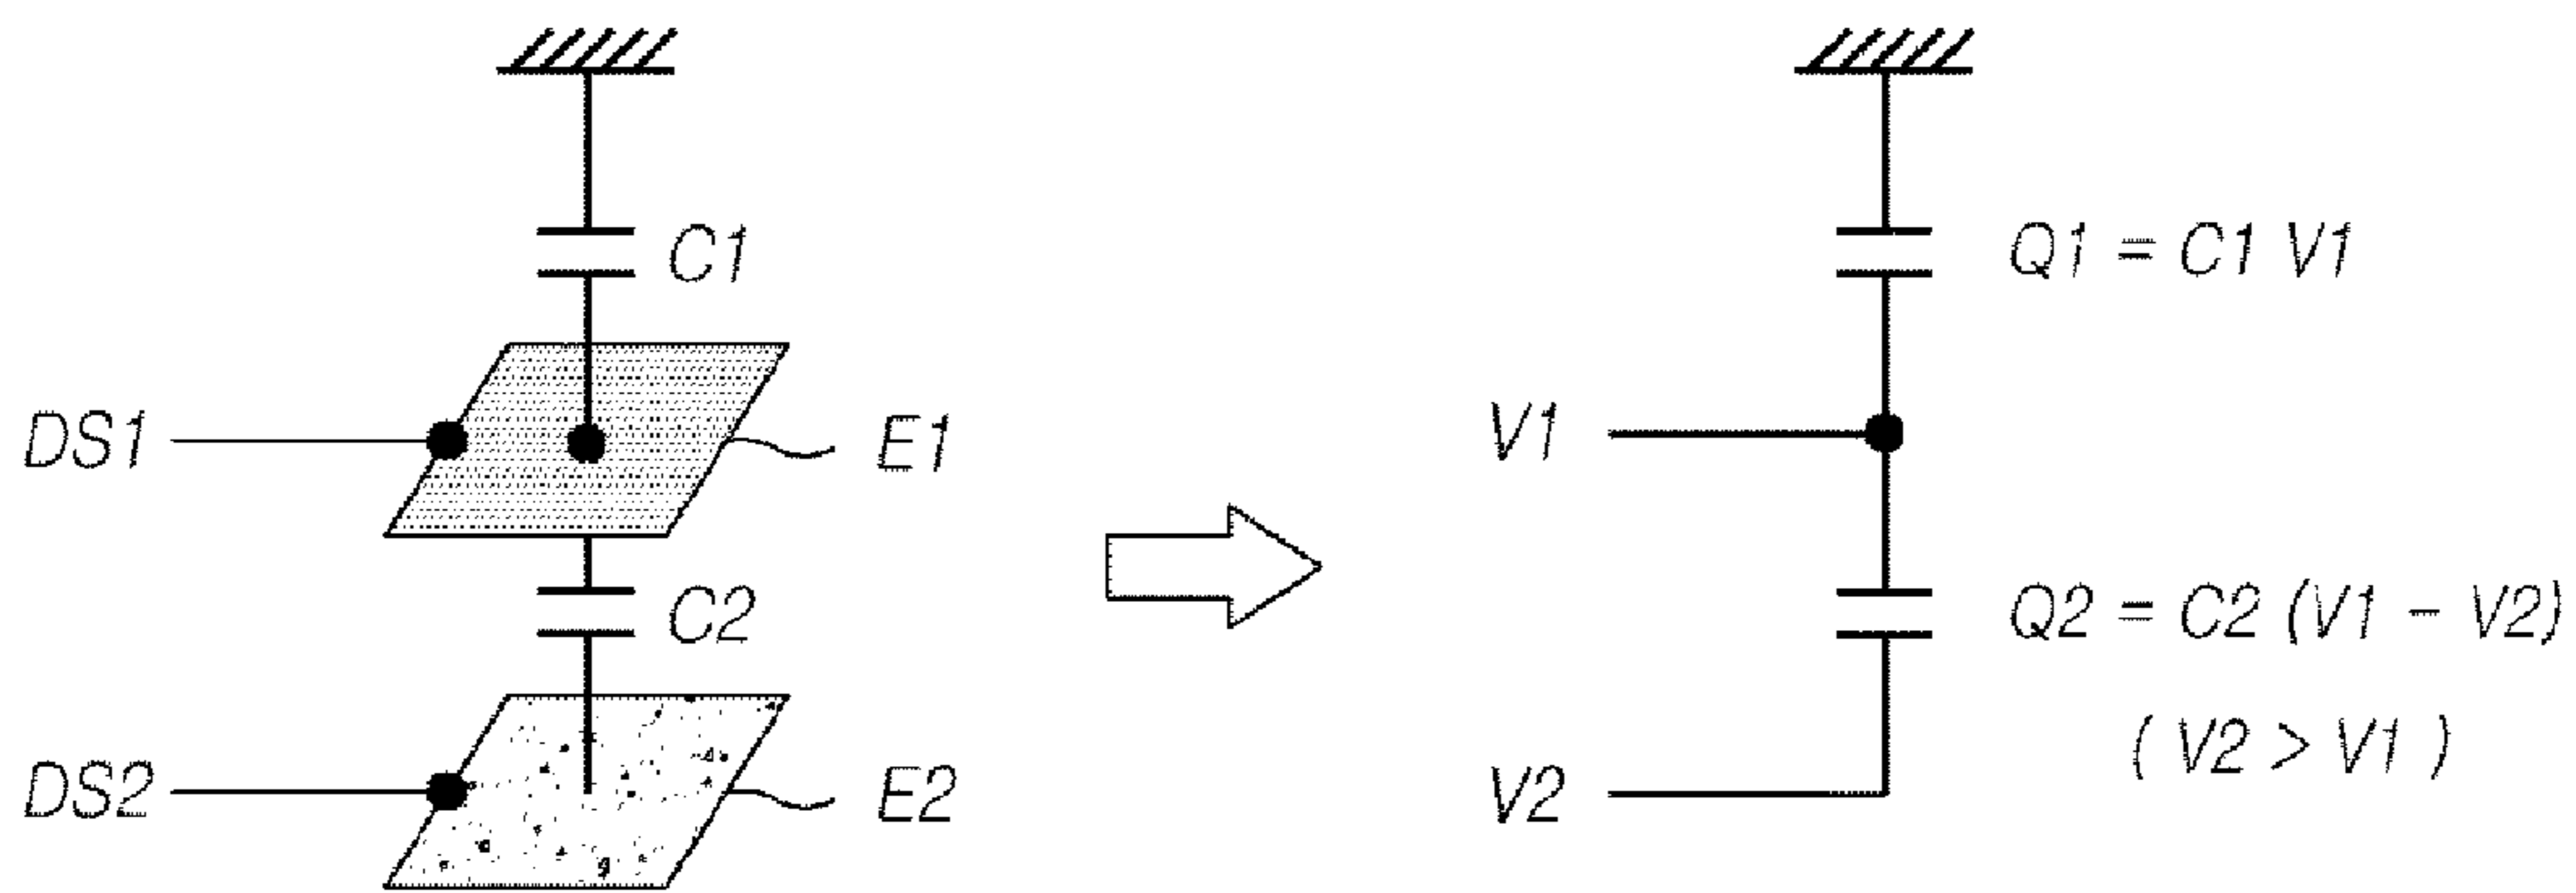 C1
DS1
E1
C2
DS2
E2
Q1 = C1 V1
V1
Q2 = C2 (V1 - V2)
( V2 > V1 )
V2